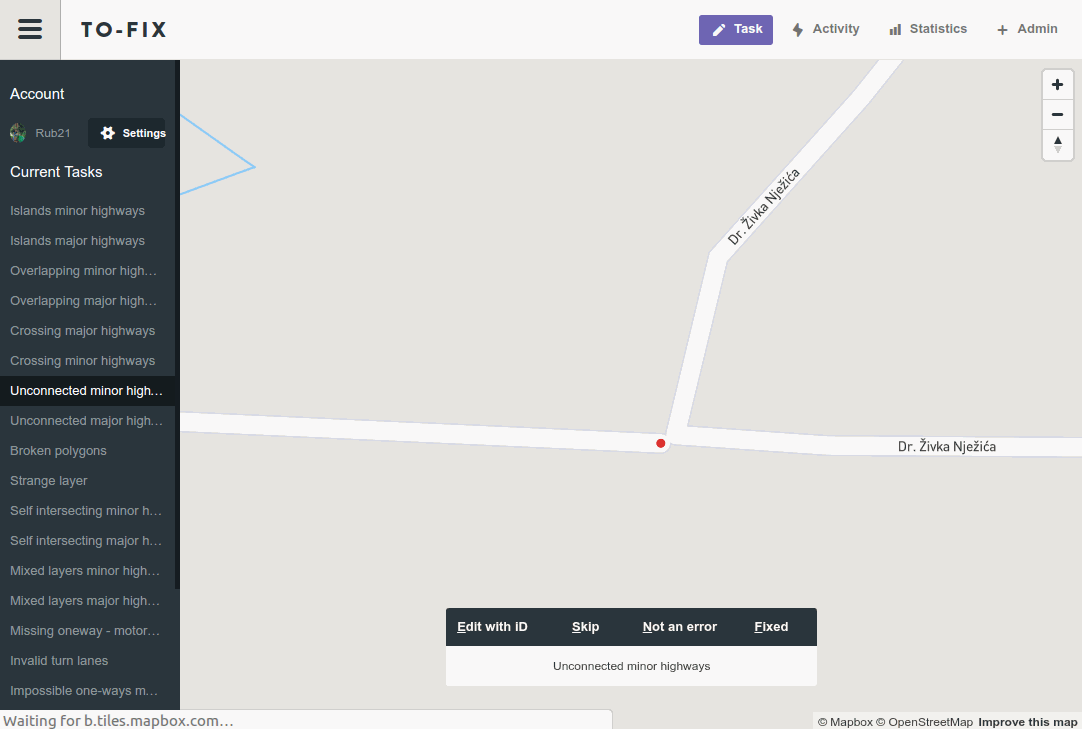 TO-FIX
Task
Activity
Statistics
+ Admin
Account
Rub21
Settings
Current Tasks
Islands minor highways
Islands major highways
Overlapping minor high…
Overlapping major high…
Crossing major highways
Crossing minor highways
Unconnected minor high…
Unconnected major high…
Broken polygons
Strange layer
Self intersecting minor h…
Self intersecting major h…
Mixed layers minor high…
Mixed layers major high…
Missing oneway - motor…
Invalid turn lanes
Impossible one-ways m…
Dr. Živka Nježića
Dr. Živka Nježića
Edit with iD
Skip
Not an error
Fixed
Unconnected minor highways
Waiting for b.tiles.mapbox.com…
© Mapbox © OpenStreetMap Improve this map